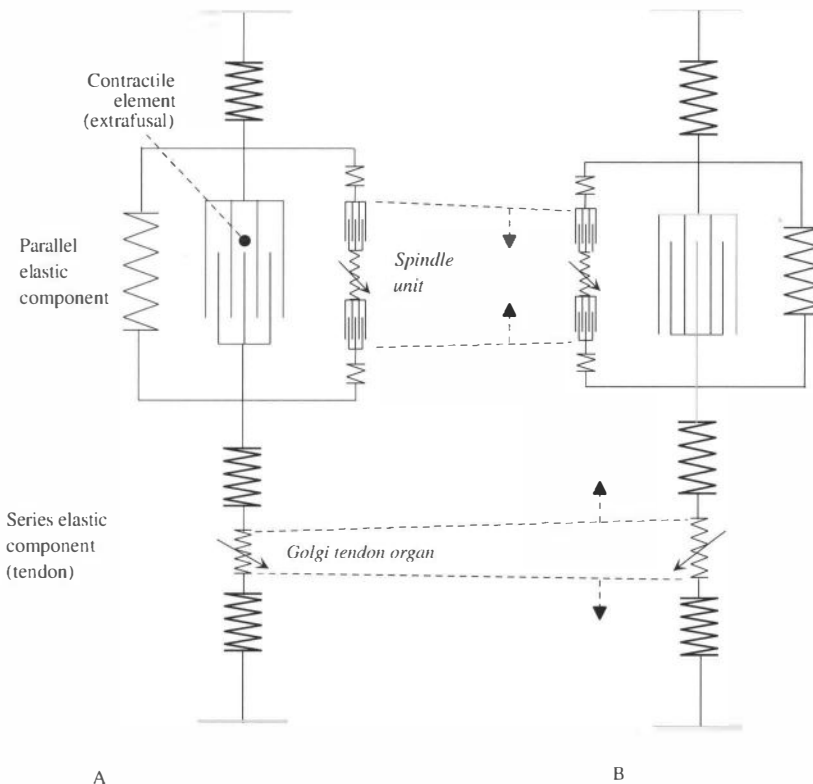 Contractile
element
(extrafusal)
Parallel
elastic
component
Spindle
unit
Series elastic
component
(tendon)
Golgi tendon organ
A
B